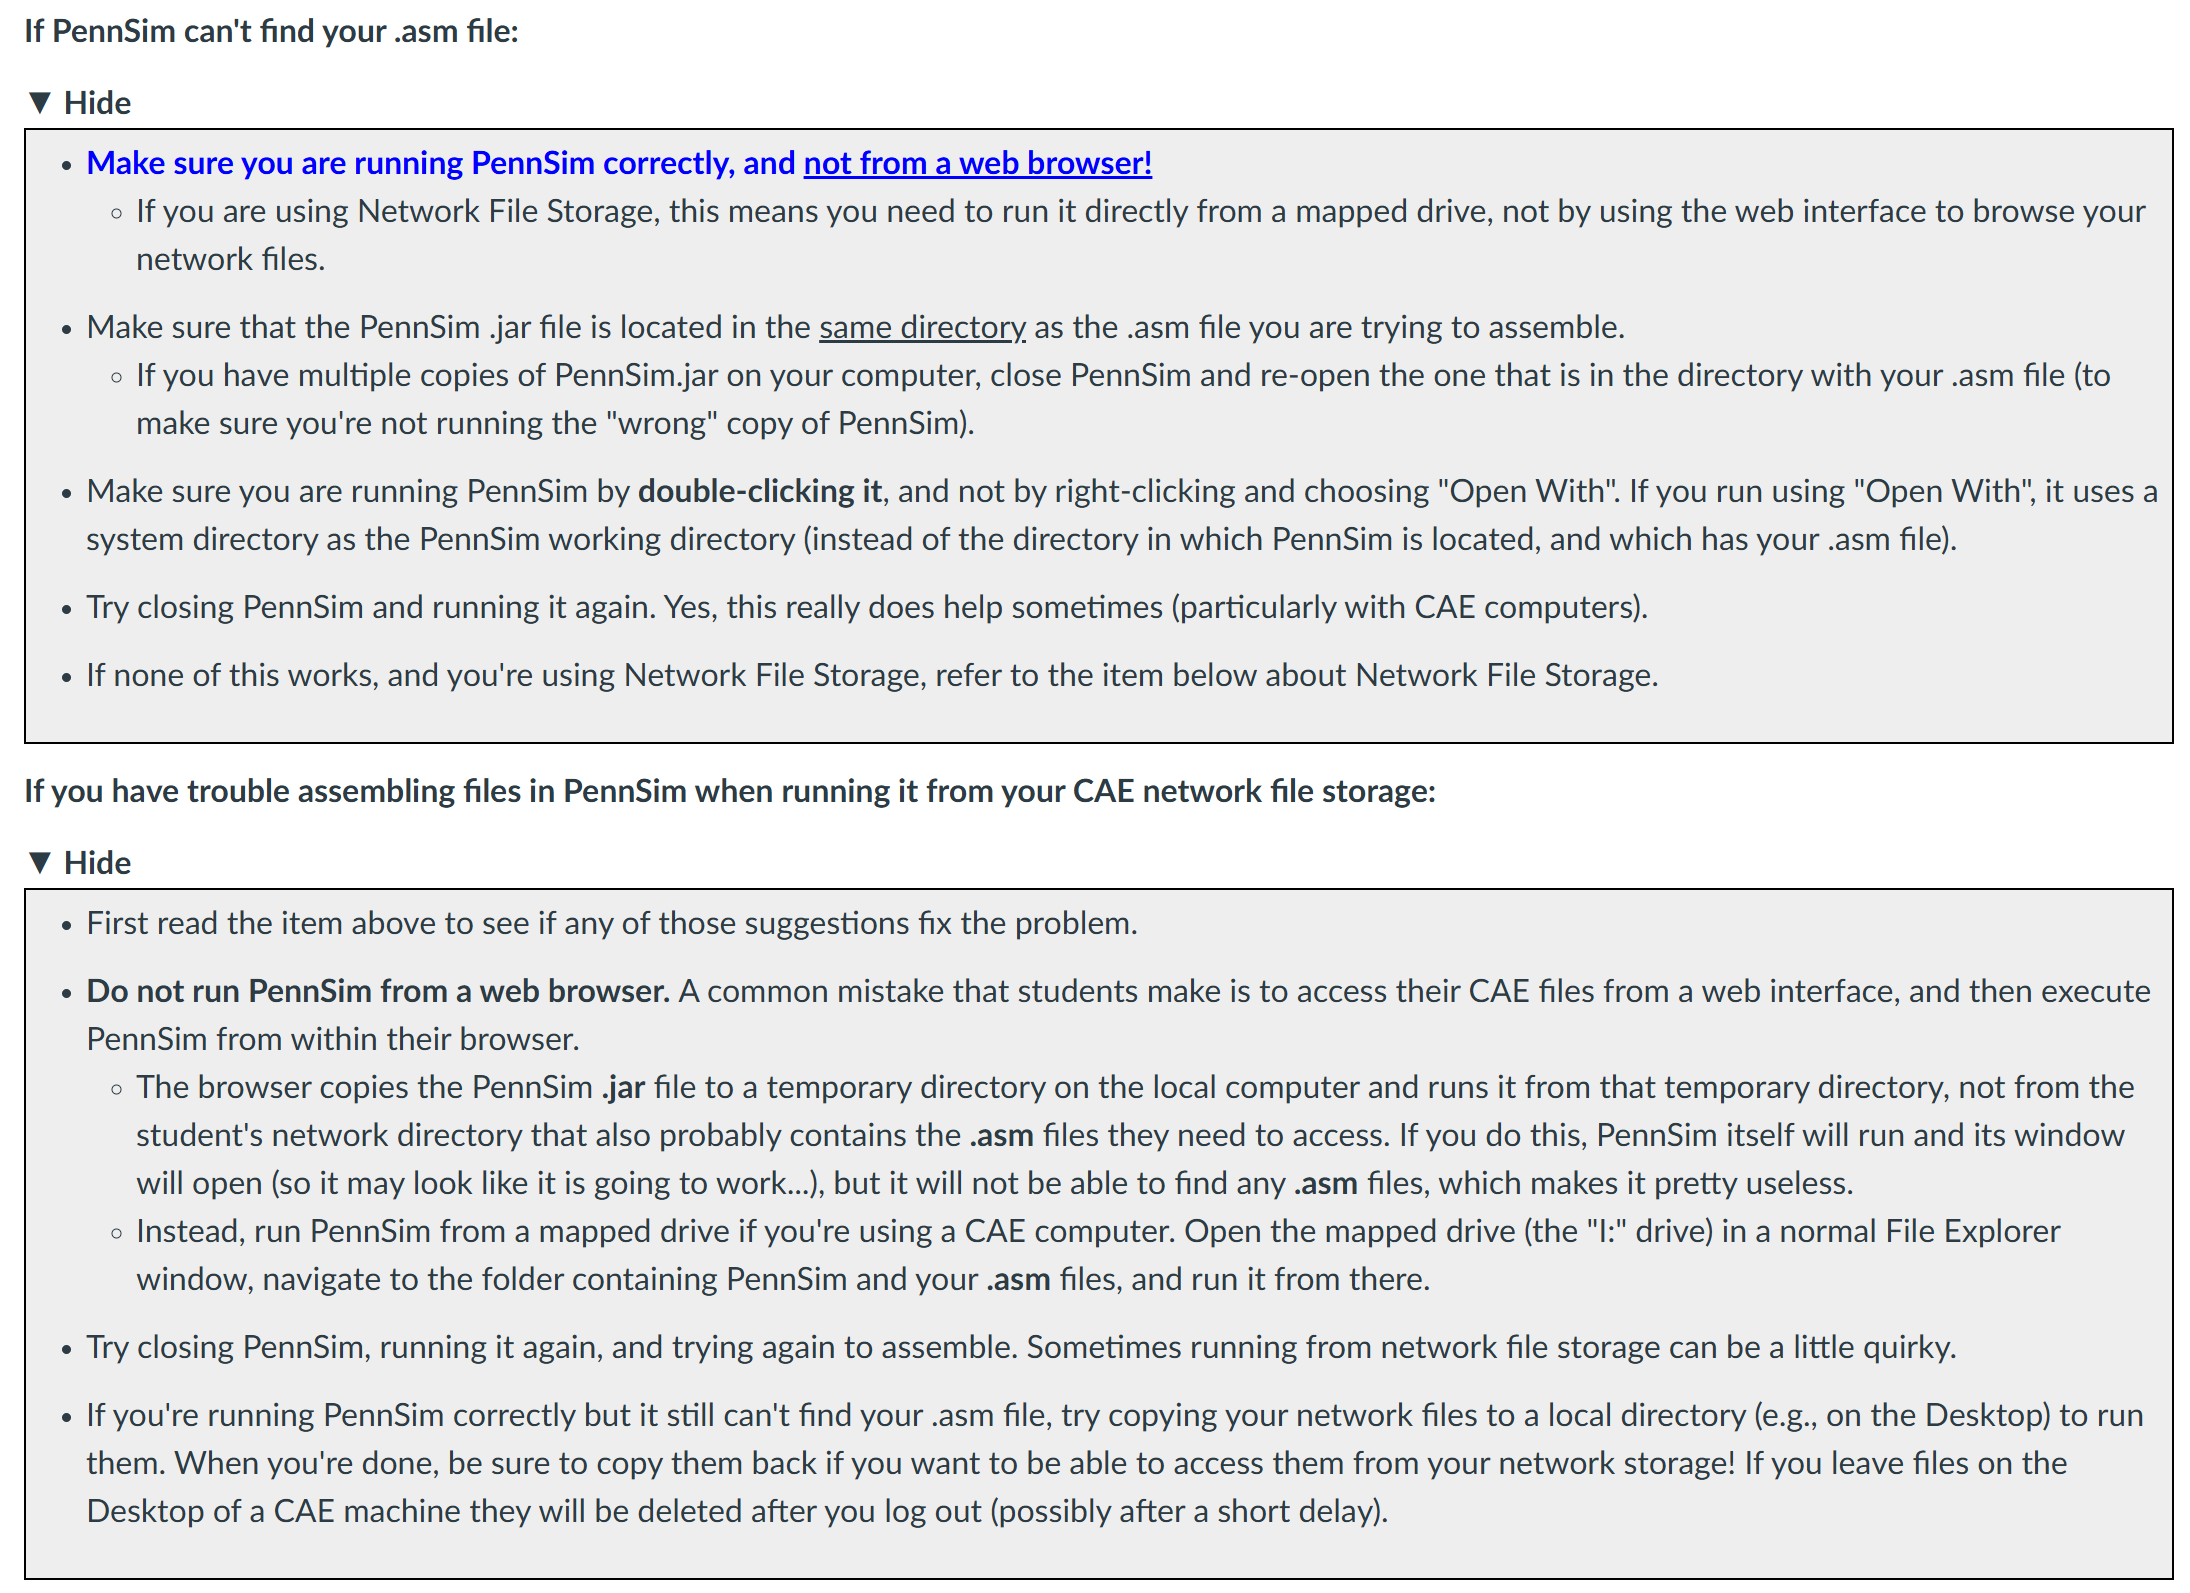 If PennSim can't find your .asm file:
▼ Hide
• Make sure you are running PennSim correctly, and not from a web browser!
◦ If you are using Network File Storage, this means you need to run it directly from a mapped drive, not by using the web interface to browse your
network files.
• Make sure that the PennSim .jar file is located in the same directory as the .asm file you are trying to assemble.
◦ If you have multiple copies of PennSim.jar on your computer, close PennSim and re-open the one that is in the directory with your .asm file (to
make sure you're not running the "wrong" copy of PennSim).
• Make sure you are running PennSim by double-clicking it, and not by right-clicking and choosing "Open With". If you run using "Open With", it uses a
system directory as the PennSim working directory (instead of the directory in which PennSim is located, and which has your .asm file).
• Try closing PennSim and running it again. Yes, this really does help sometimes (particularly with CAE computers).
• If none of this works, and you're using Network File Storage, refer to the item below about Network File Storage.
If you have trouble assembling files in PennSim when running it from your CAE network file storage:
▼ Hide
• First read the item above to see if any of those suggestions fix the problem.
• Do not run PennSim from a web browser. A common mistake that students make is to access their CAE files from a web interface, and then execute
PennSim from within their browser.
◦ The browser copies the PennSim .jar file to a temporary directory on the local computer and runs it from that temporary directory, not from the
student's network directory that also probably contains the .asm files they need to access. If you do this, PennSim itself will run and its window
will open (so it may look like it is going to work...), but it will not be able to find any .asm files, which makes it pretty useless.
◦ Instead, run PennSim from a mapped drive if you're using a CAE computer. Open the mapped drive (the "I:" drive) in a normal File Explorer
window, navigate to the folder containing PennSim and your .asm files, and run it from there.
• Try closing PennSim, running it again, and trying again to assemble. Sometimes running from network file storage can be a little quirky.
• If you're running PennSim correctly but it still can't find your .asm file, try copying your network files to a local directory (e.g., on the Desktop) to run
them. When you're done, be sure to copy them back if you want to be able to access them from your network storage! If you leave files on the
Desktop of a CAE machine they will be deleted after you log out (possibly after a short delay).